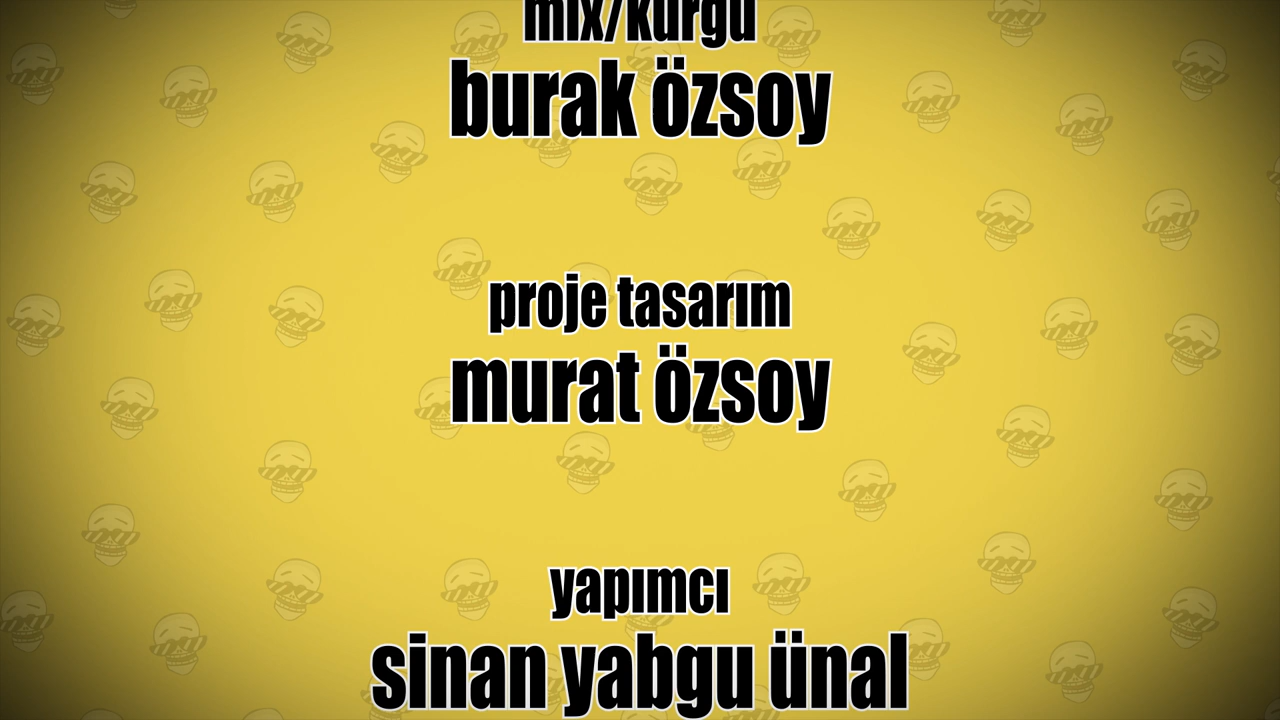 mix/kurgu
burak özsoy
proje tasarım
murat özsoy
yapımcı
sinan yabgu ünal